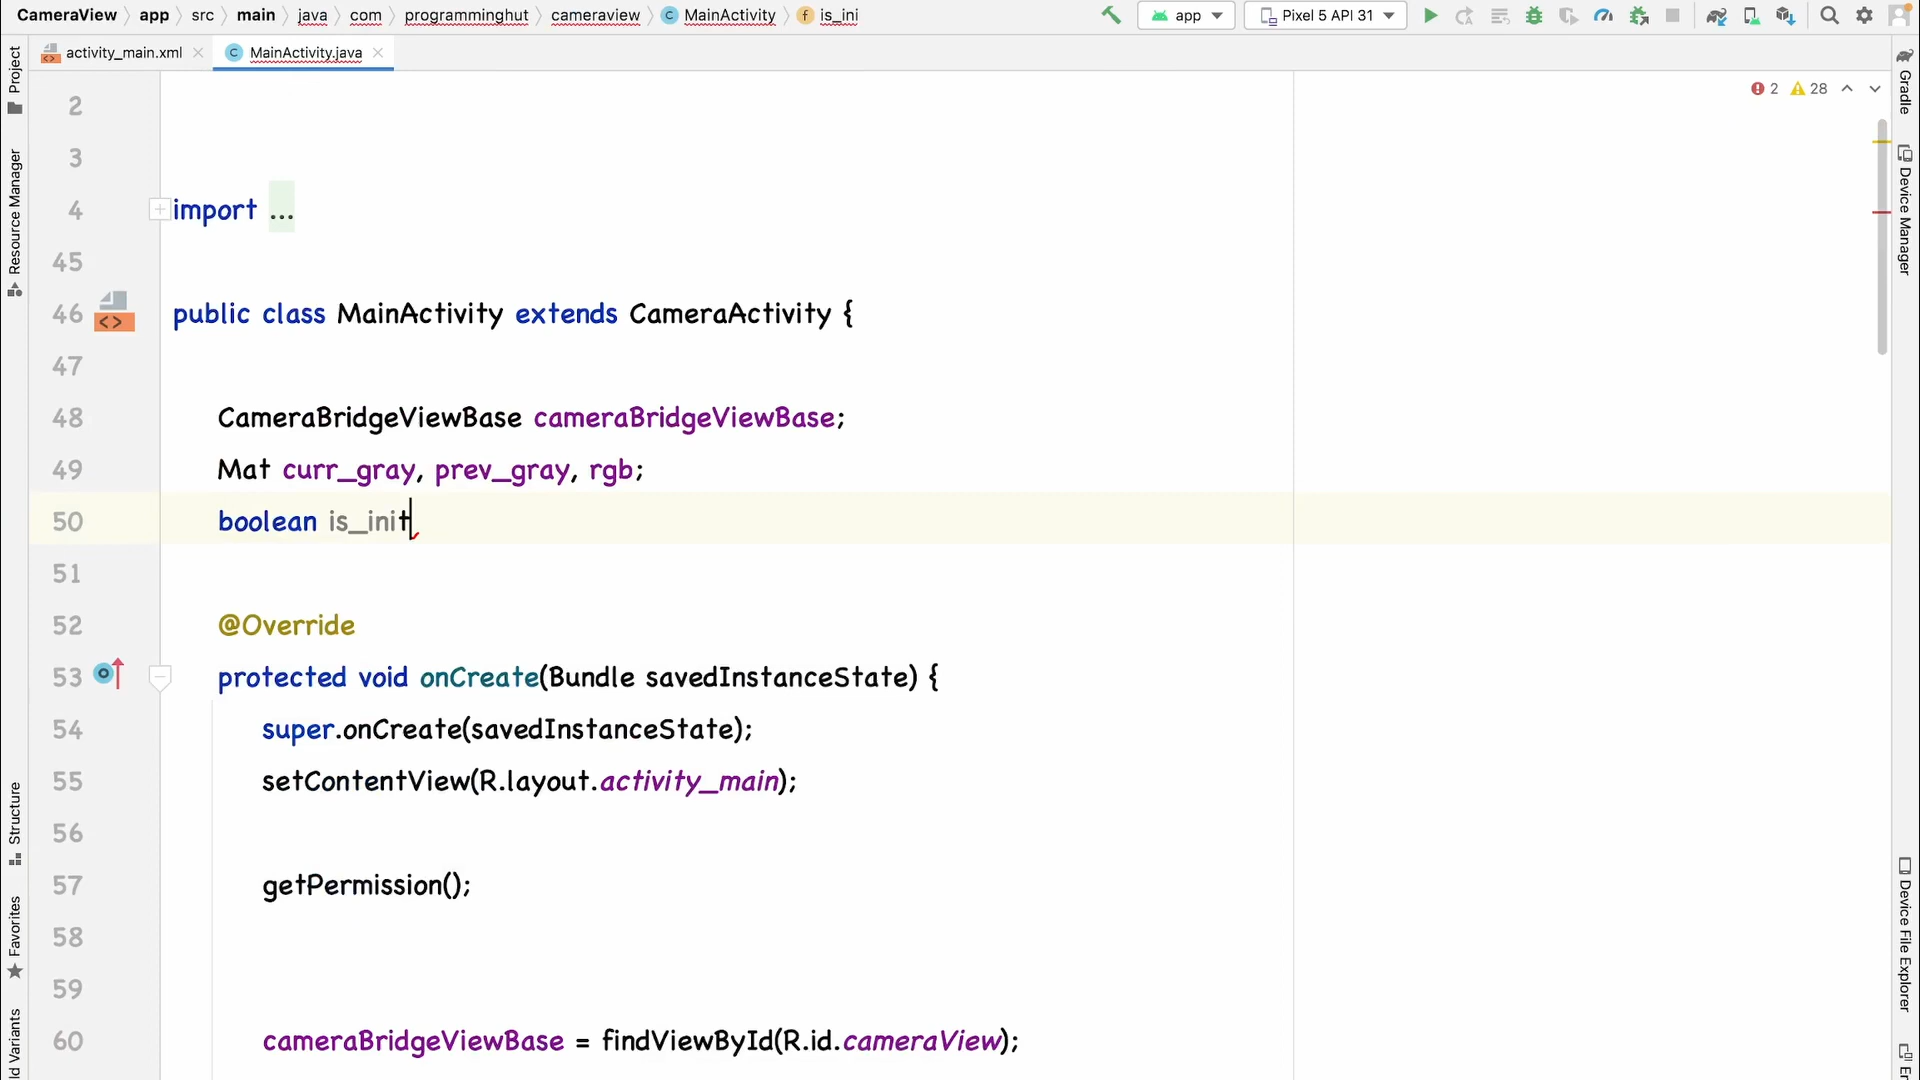 CameraView app src main java com programminghut cameraview MainActivity is_ini
app Pixel 5 API 31
activity_main.xml MainActivity.java
2 28
Project
Resource Manager
Structure
Favorites
ld Variants
Gradle
Device Manager
Device File Explorer
2
3
4 import ...
45
46 public class MainActivity extends CameraActivity {
47
48 CameraBridgeViewBase cameraBridgeViewBase;
49 Mat curr_gray, prev_gray, rgb;
50 boolean is_init
51
52 @Override
53 protected void onCreate(Bundle savedInstanceState) {
54 super.onCreate(savedInstanceState);
55 setContentView(R.layout.activity_main);
56
57 getPermission();
58
59
60 cameraBridgeViewBase = findViewById(R.id.cameraView);